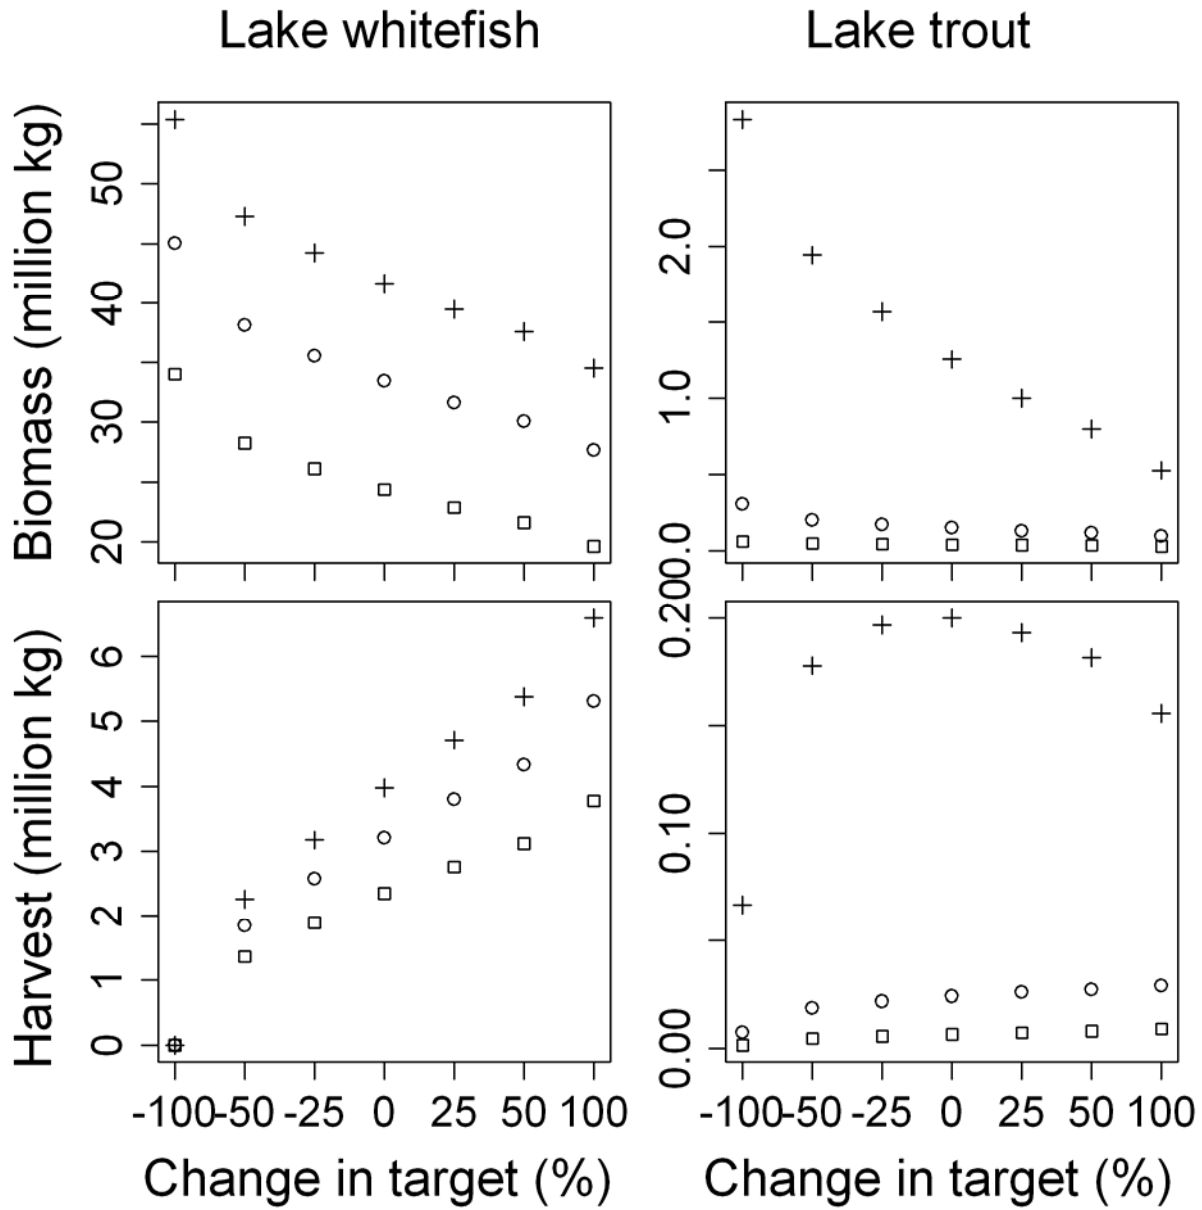 Lake whitefish
Lake trout
Biomass (million kg)
50
40
30
20
2.0
1.0
0.0
Harvest (million kg)
6
5
4
3
2
1
0
0.20
0.10
0.00
-100 -50 -25 0 25 50 100
-100 -50 -25 0 25 50 100
Change in target (%)
Change in target (%)